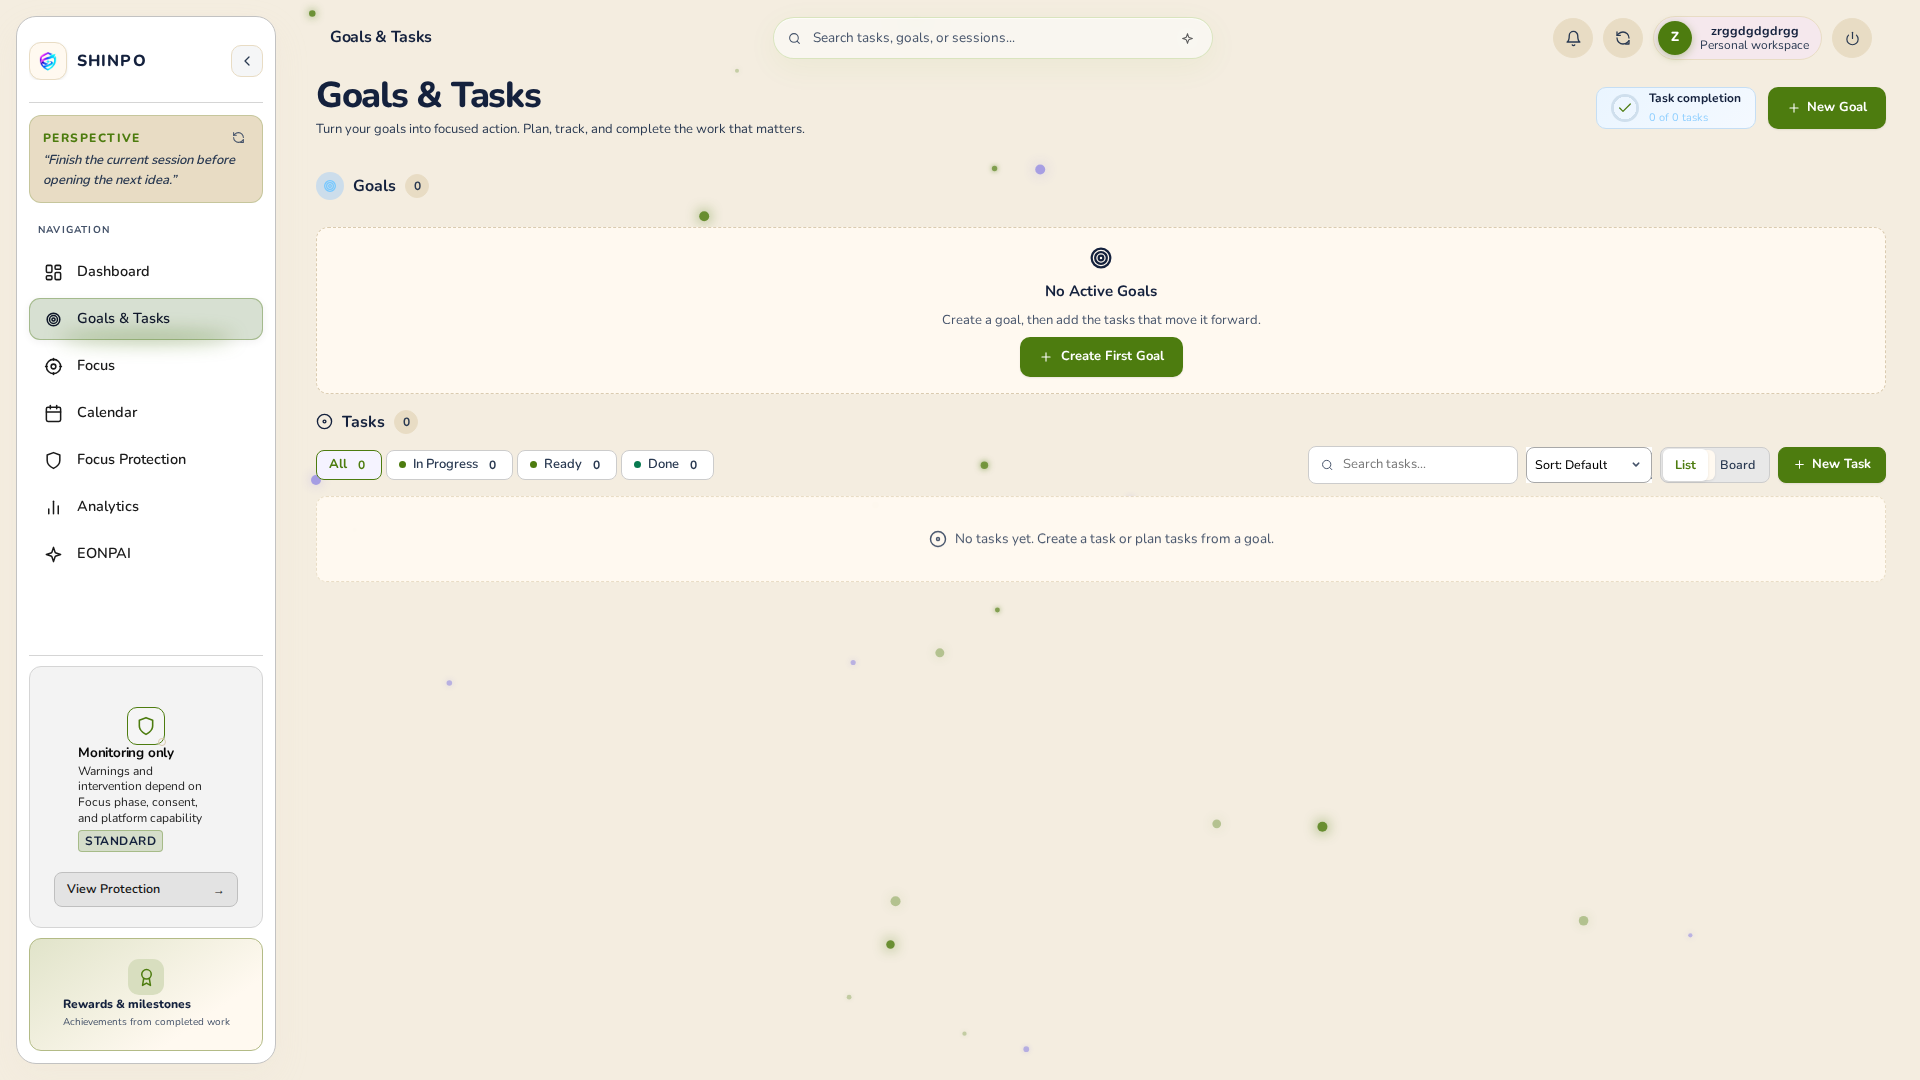 SHINPO
PERSPECTIVE
“Finish the current session before
opening the next idea.”
NAVIGATION
Dashboard
Goals & Tasks
Focus
Calendar
Focus Protection
Analytics
EONPAI
Monitoring only
Warnings and
intervention depend on
Focus phase, consent,
and platform capability
STANDARD
View Protection →
Rewards & milestones
Achievements from completed work
Goals & Tasks
Search tasks, goals, or sessions...
Z
zrggdgdgdrgg
Personal workspace
Goals & Tasks
Turn your goals into focused action. Plan, track, and complete the work that matters.
Task completion
0 of 0 tasks
New Goal
Goals 0
No Active Goals
Create a goal, then add the tasks that move it forward.
Create First Goal
Tasks 0
All 0 In Progress 0 Ready 0 Done 0 Search tasks... Sort: Default List Board New Task
No tasks yet. Create a task or plan tasks from a goal.